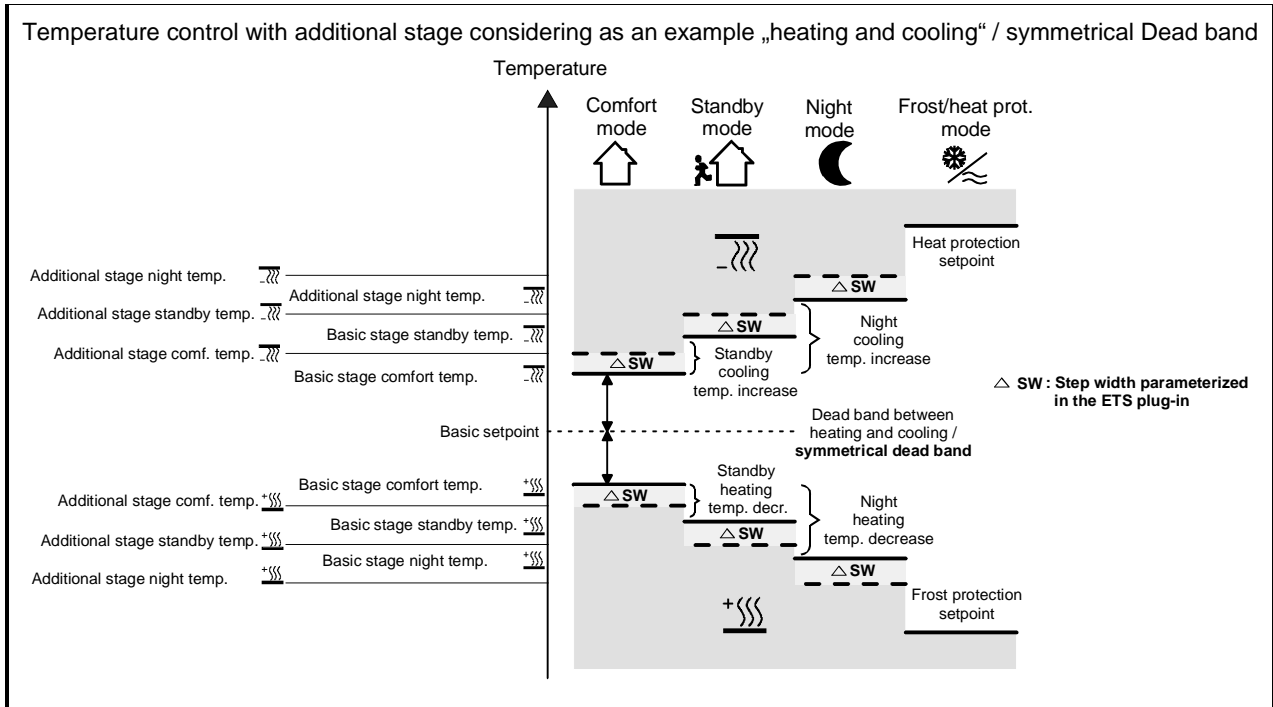 Temperature control with additional stage considering as an example „heating and cooling“ / symmetrical Dead band
Temperature
Comfort
mode
Standby
mode
Night
mode
Frost/heat prot.
mode
Heat protection
setpoint
Additional stage night temp.
Additional stage night temp.
Additional stage standby temp.
Basic stage standby temp.
Additional stage comf. temp.
Basic stage comfort temp.
△ SW
△ SW
△ SW
Standby
cooling
temp. increase
Night
cooling
temp. increase
△ SW : Step width parameterized
in the ETS plug-in
Basic setpoint
Dead band between
heating and cooling /
symmetrical dead band
Basic stage comfort temp.
Additional stage comf. temp.
Basic stage standby temp.
Additional stage standby temp.
Basic stage night temp.
Additional stage night temp.
△ SW
△ SW
△ SW
Standby
heating
temp. decr.
Night
heating
temp. decrease
Frost protection
setpoint